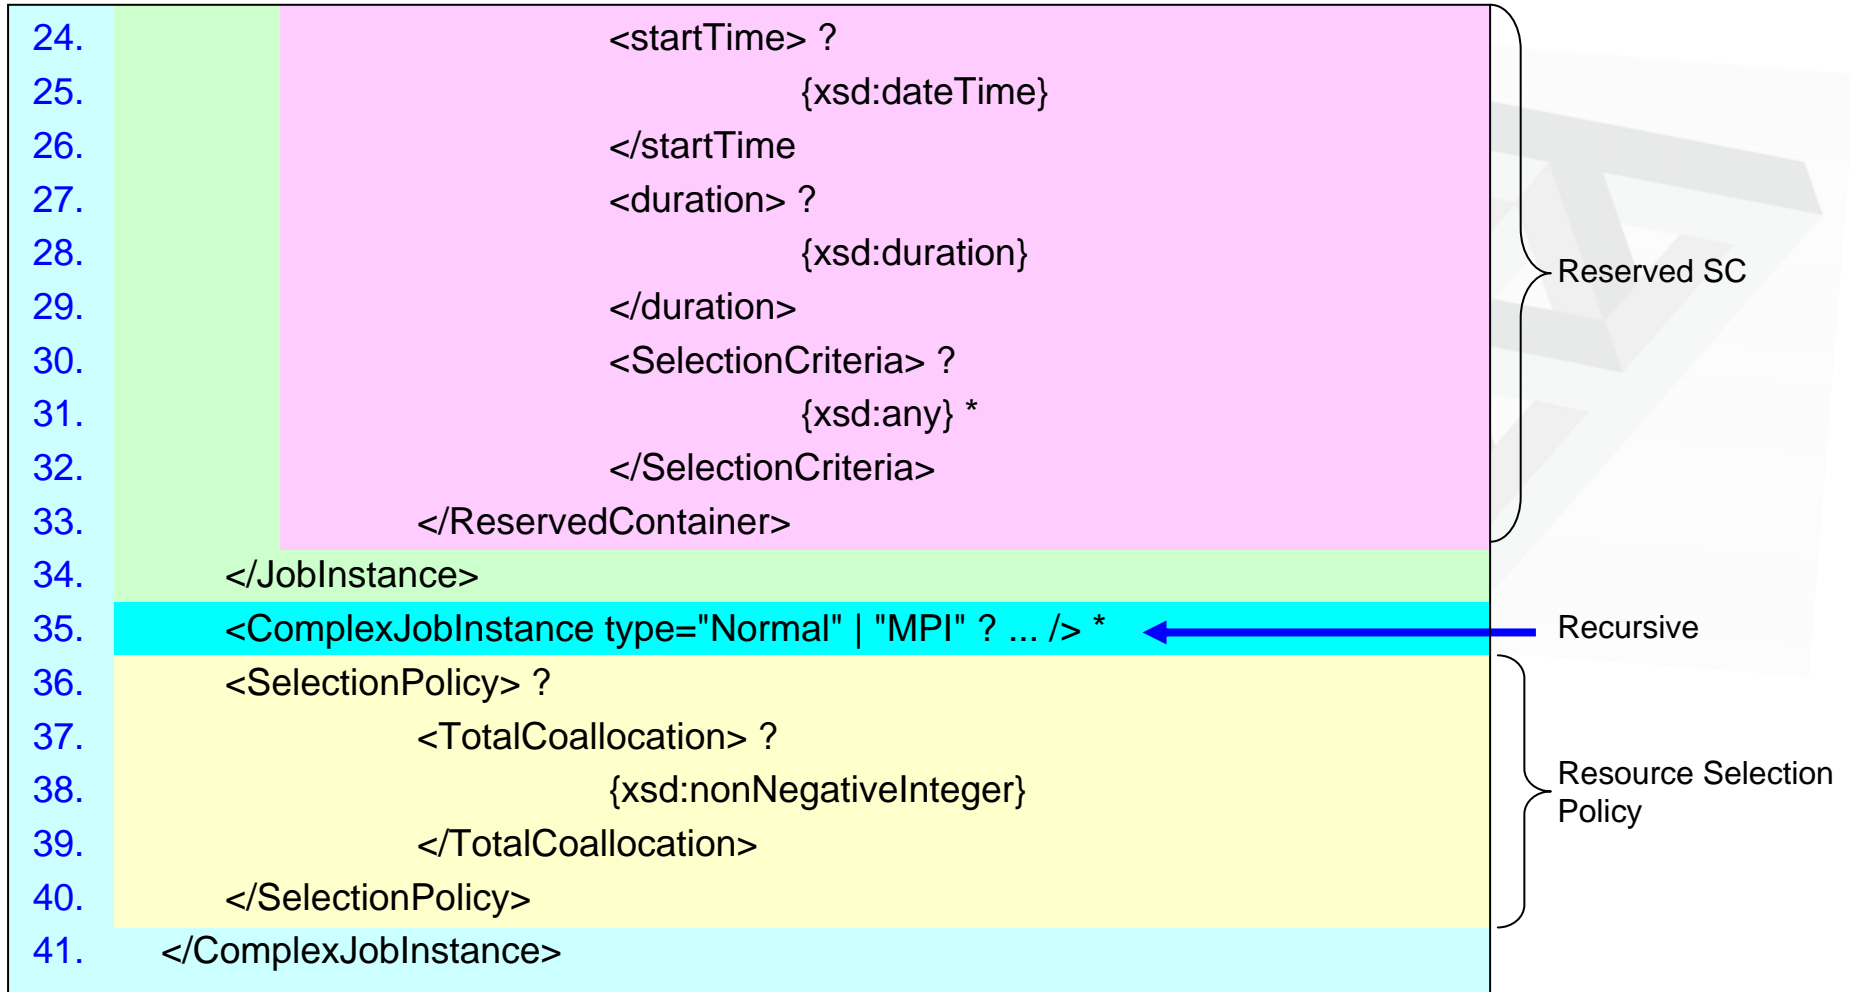 24. <startTime> ?
25. {xsd:dateTime}
26. </startTime
27. <duration> ?
28. {xsd:duration}
Reserved SC
29. </duration>
30. <SelectionCriteria> ?
31. {xsd:any} *
32. </SelectionCriteria>
33. </ReservedContainer>
34. </JobInstance>
35. <ComplexJobInstance type="Normal" | "MPI" ? ... /> *
Recursive
36. <SelectionPolicy> ?
37. <TotalCoallocation> ?
38. {xsd:nonNegativeInteger}
Resource Selection
Policy
39. </TotalCoallocation>
40. </SelectionPolicy>
41. </ComplexJobInstance>